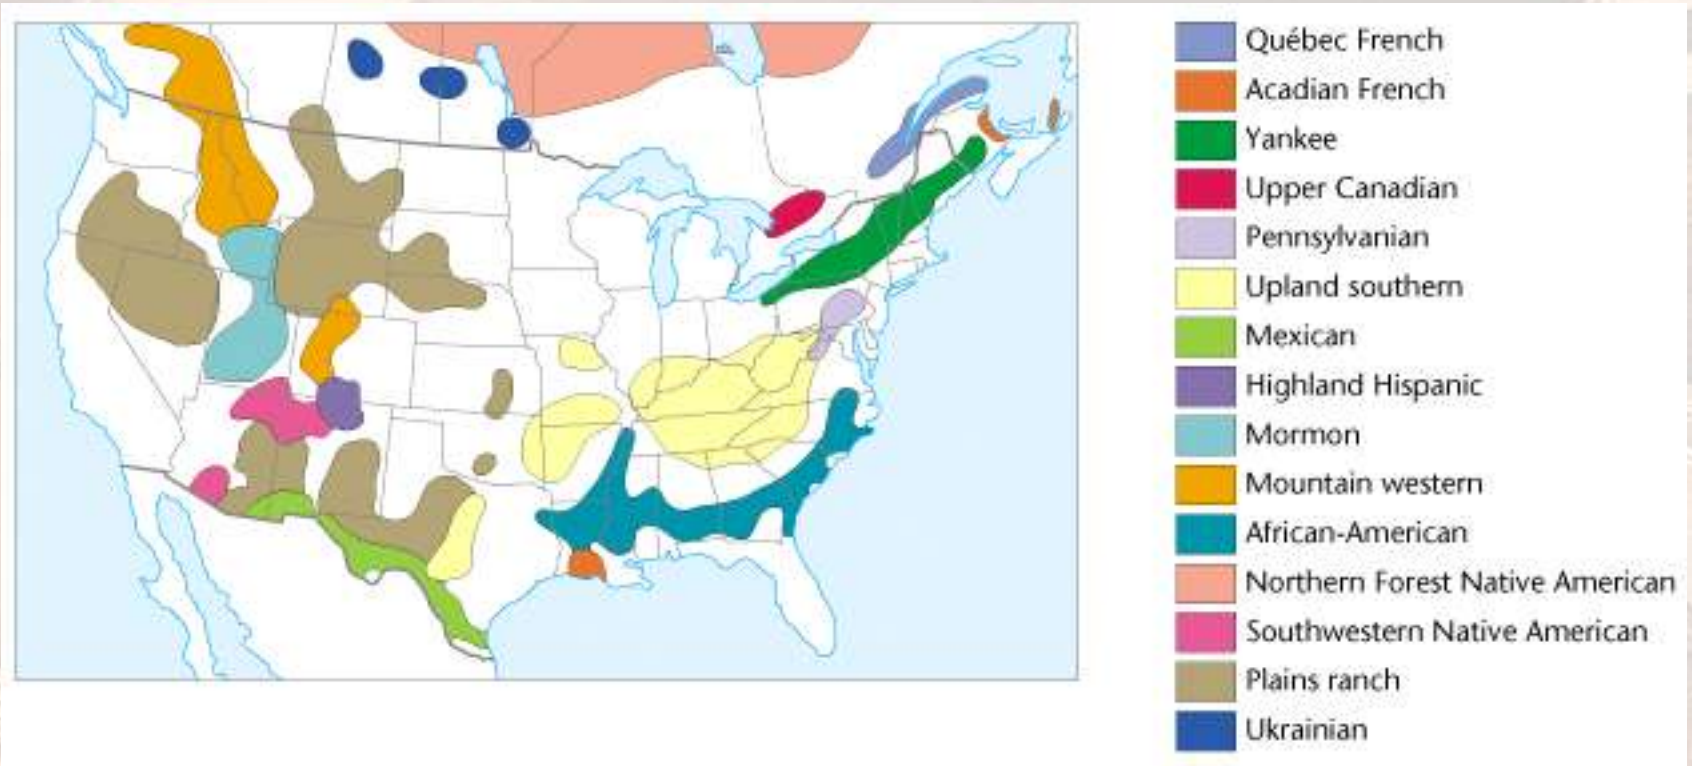 Québec French
Acadian French
Yankee
Upper Canadian
Pennsylvanian
Upland southern
Mexican
Highland Hispanic
Mormon
Mountain western
African-American
Northern Forest Native American
Southwestern Native American
Plains ranch
Ukrainian